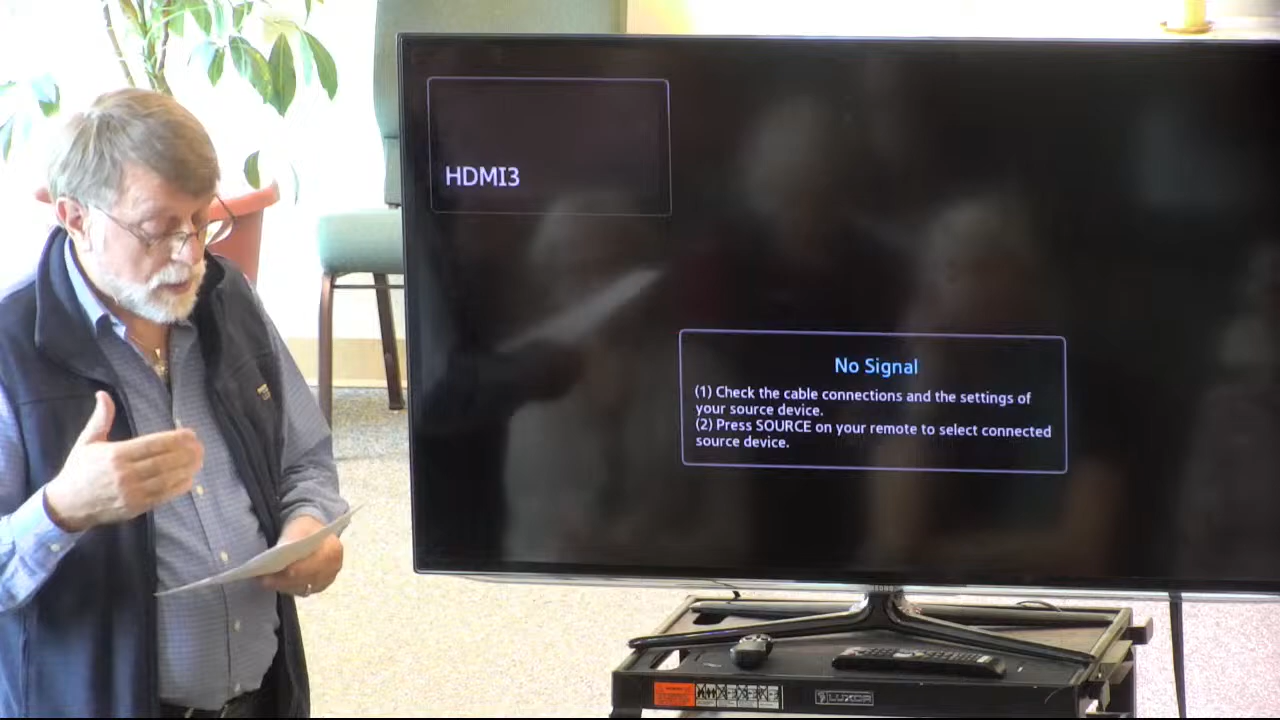 HDMI3
No Signal
(1) Check the cable connections and the settings of
your source device.
(2) Press SOURCE on your remote to select connected
source device.
LUXOR